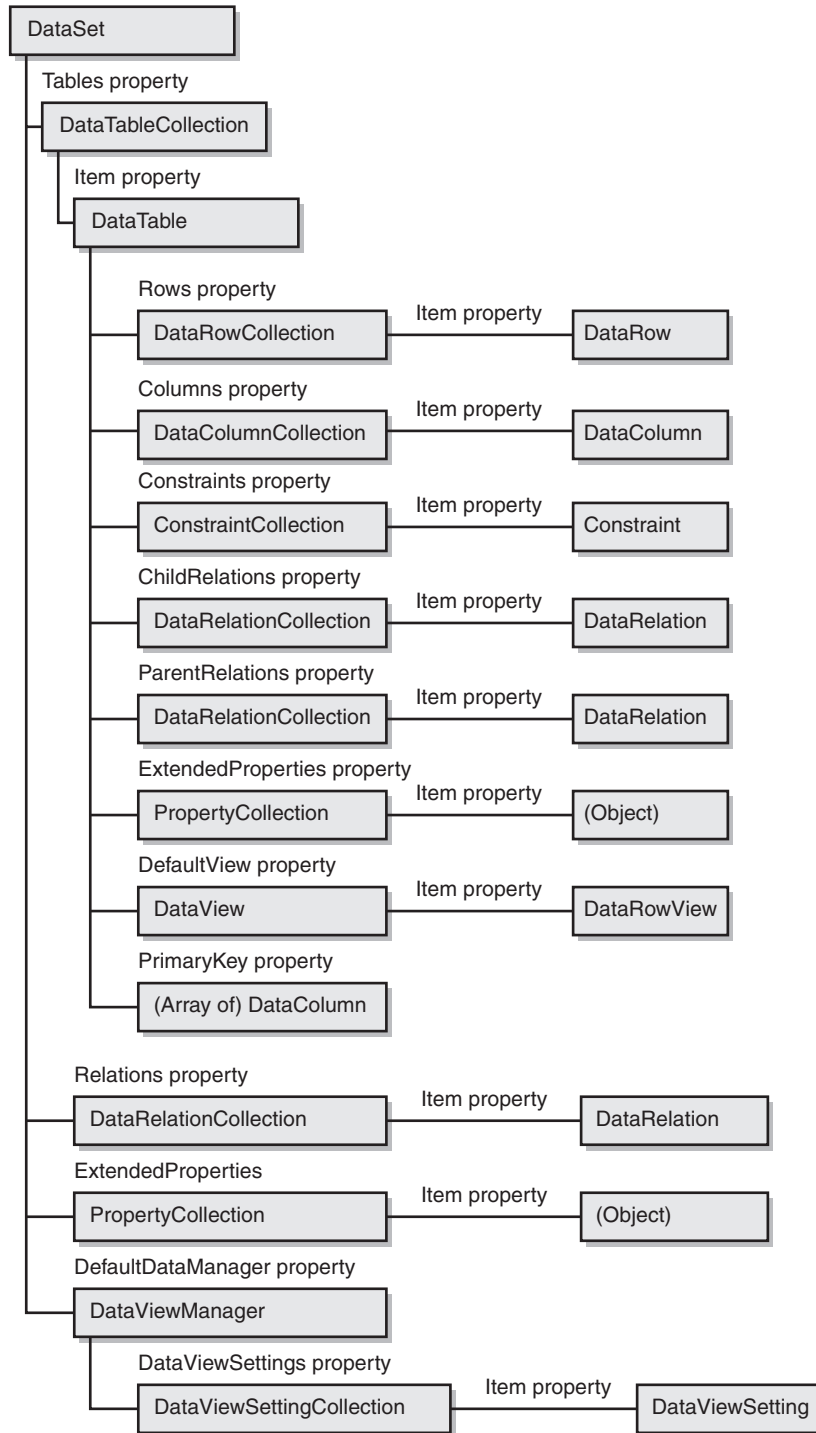 DataSet
Tables property
DataTableCollection
Item property
DataTable
Rows property
DataRowCollection
Item property
DataRow
Columns property
DataColumnCollection
Item property
DataColumn
Constraints property
ConstraintCollection
Item property
Constraint
ChildRelations property
DataRelationCollection
Item property
DataRelation
ParentRelations property
DataRelationCollection
Item property
DataRelation
ExtendedProperties property
PropertyCollection
Item property
(Object)
DefaultView property
DataView
Item property
DataRowView
PrimaryKey property
(Array of) DataColumn
Relations property
DataRelationCollection
Item property
DataRelation
ExtendedProperties
PropertyCollection
Item property
(Object)
DefaultDataManager property
DataViewManager
DataViewSettings property
DataViewSettingCollection
Item property
DataViewSetting